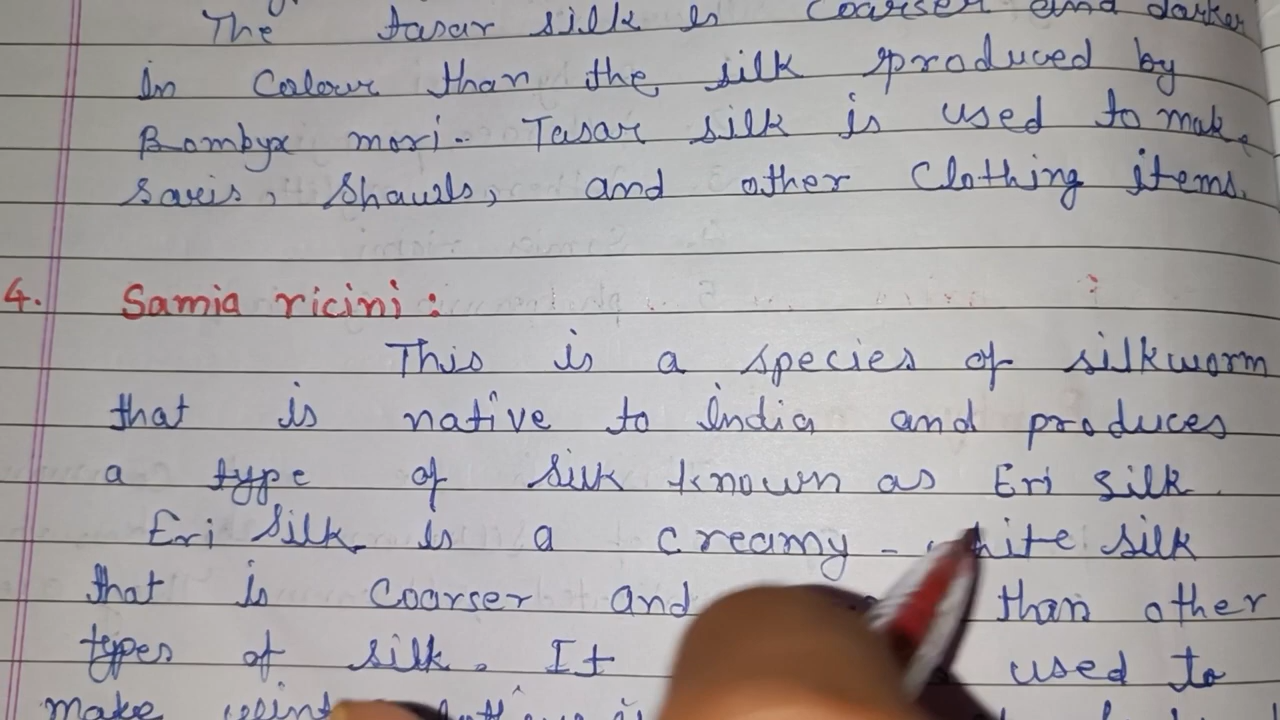 The tasar silk is coarser and darker
in Colour than the silk produced by
Bombyx mori. Tasar silk is used to make
saris, Shawls, and other Clothing items.
4. Samia ricini :
This is a species of silkworm
that is native to India and produces
a type of silk known as Eri silk.
Eri silk is a creamy - white silk
that is Coarser and than other
types of silk. It used to
make